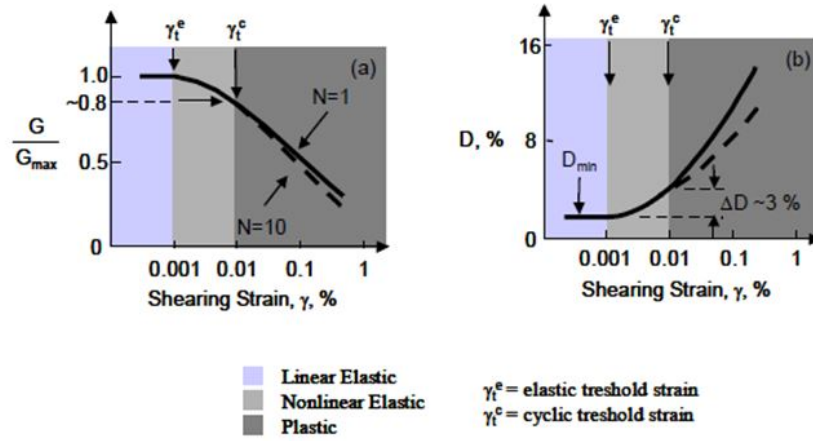 γₜᵉ γₜᶜ
(a)
1.0
~0.8
G
Gmax
0.5
0
N=1
N=10
0.001 0.01 0.1 1
Shearing Strain, γ, %
γₜᵉ γₜᶜ
(b)
16
D, %
8
0
Dmin
ΔD ~3 %
0.001 0.01 0.1 1
Shearing Strain, γ, %
Linear Elastic
Nonlinear Elastic
Plastic
γₜᵉ = elastic treshold strain
γₜᶜ = cyclic treshold strain